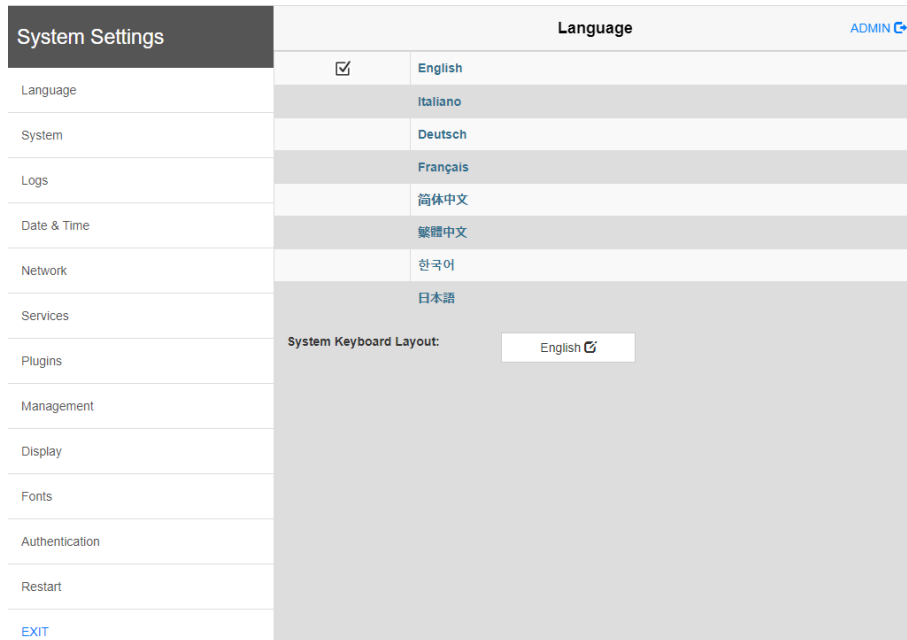 System Settings
Language
System
Logs
Date & Time
Network
Services
Plugins
Management
Display
Fonts
Authentication
Restart
EXIT
Language
ADMIN
English
Italiano
Deutsch
Français
简体中文
繁體中文
한국어
日本語
System Keyboard Layout:
English